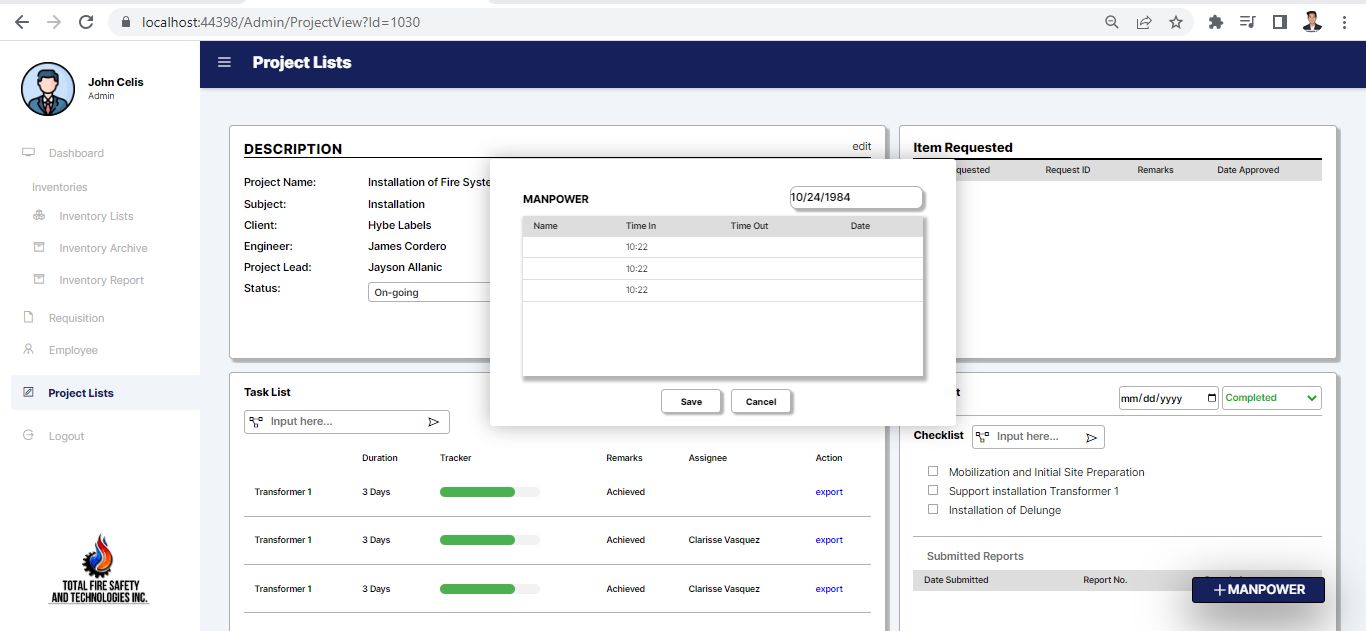 localhost:44398/Admin/ProjectView?Id=1030
John Celis
Admin
Dashboard
Inventories
Inventory Lists
Inventory Archive
Inventory Report
Requisition
Employee
Project Lists
Logout
TOTAL FIRE SAFETY
AND TECHNOLOGIES INC.
Project Lists
DESCRIPTION
edit
Project Name: Installation of Fire Syste
Subject: Installation
Client: Hybe Labels
Engineer: James Cordero
Project Lead: Jayson Allanic
Status: On-going
Item Requested
quested Request ID Remarks Date Approved
MANPOWER 10/24/1984
Name Time In Time Out Date
10:22
10:22
10:22
Save Cancel
Task List
Input here...
Duration Tracker Remarks Assignee Action
Transformer 1 3 Days Achieved export
Transformer 1 3 Days Achieved Clarisse Vasquez export
Transformer 1 3 Days Achieved Clarisse Vasquez export
t mm/dd/yyyy Completed
Checklist Input here...
Mobilization and Initial Site Preparation
Support installation Transformer 1
Installation of Delunge
Submitted Reports
Date Submitted Report No.
+MANPOWER